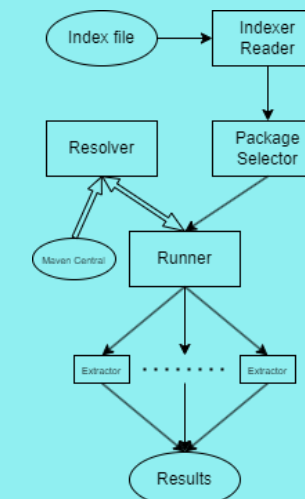 Index file
Indexer
Reader
Resolver
Package
Selector
Maven Central
Runner
Extractor
Extractor
Results